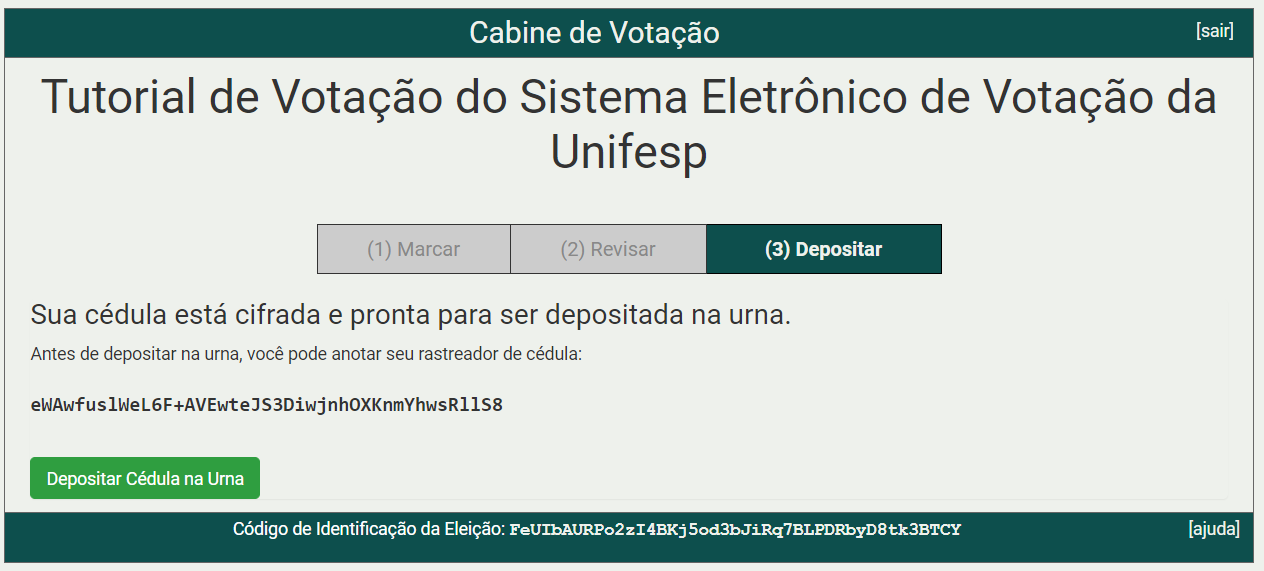 Cabine de Votação
[sair]
Tutorial de Votação do Sistema Eletrônico de Votação da
Unifesp
(1) Marcar
(2) Revisar
(3) Depositar
Sua cédula está cifrada e pronta para ser depositada na urna.
Antes de depositar na urna, você pode anotar seu rastreador de cédula:
eWAwfuslWeL6F+AVEwteJS3DiwjnhOXKnmYhwsRllS8
Depositar Cédula na Urna
Código de Identificação da Eleição: FeUIbAURPo2zI4BKj5od3bJiRq7BLPDRbyD8tk3BTCY
[ajuda]